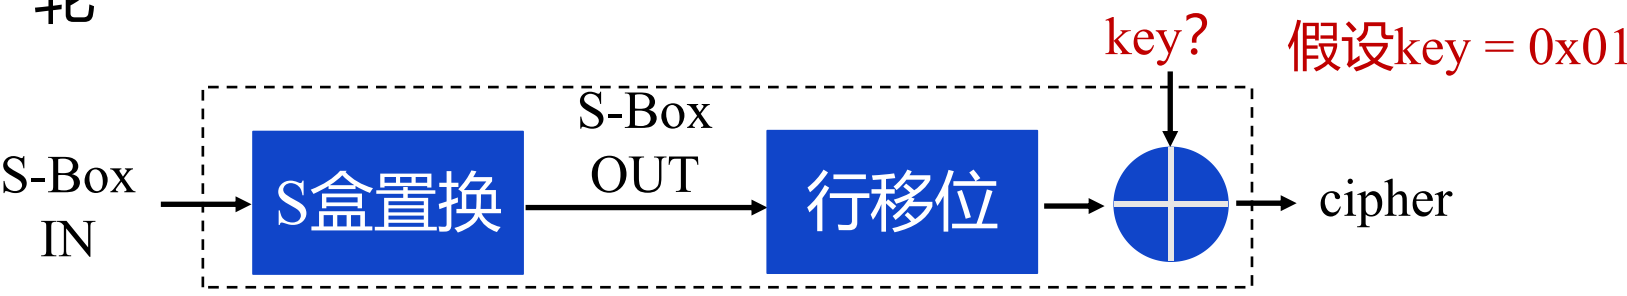 轮
key?
假设key = 0x01
S-Box
OUT
S-Box
IN
S盒置换
行移位
cipher